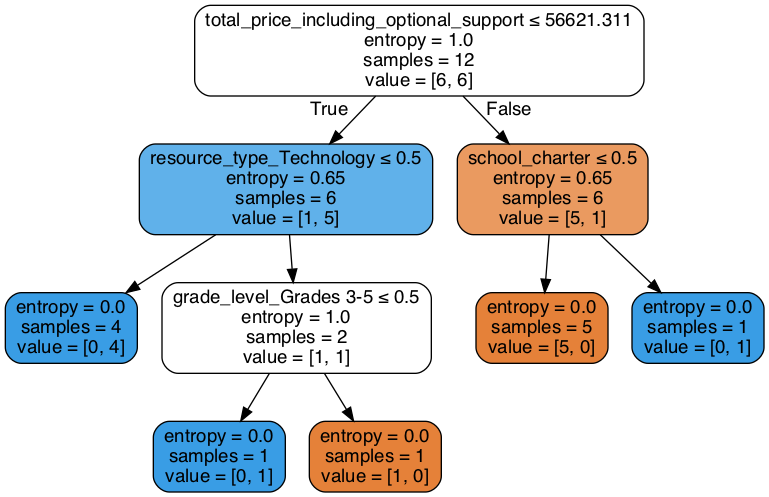 total_price_including_optional_support ≤ 56621.311
entropy = 1.0
samples = 12
value = [6, 6]
True
False
resource_type_Technology ≤ 0.5
entropy = 0.65
samples = 6
value = [1, 5]
school_charter ≤ 0.5
entropy = 0.65
samples = 6
value = [5, 1]
entropy = 0.0
samples = 4
value = [0, 4]
grade_level_Grades 3-5 ≤ 0.5
entropy = 1.0
samples = 2
value = [1, 1]
entropy = 0.0
samples = 5
value = [5, 0]
entropy = 0.0
samples = 1
value = [0, 1]
entropy = 0.0
samples = 1
value = [0, 1]
entropy = 0.0
samples = 1
value = [1, 0]